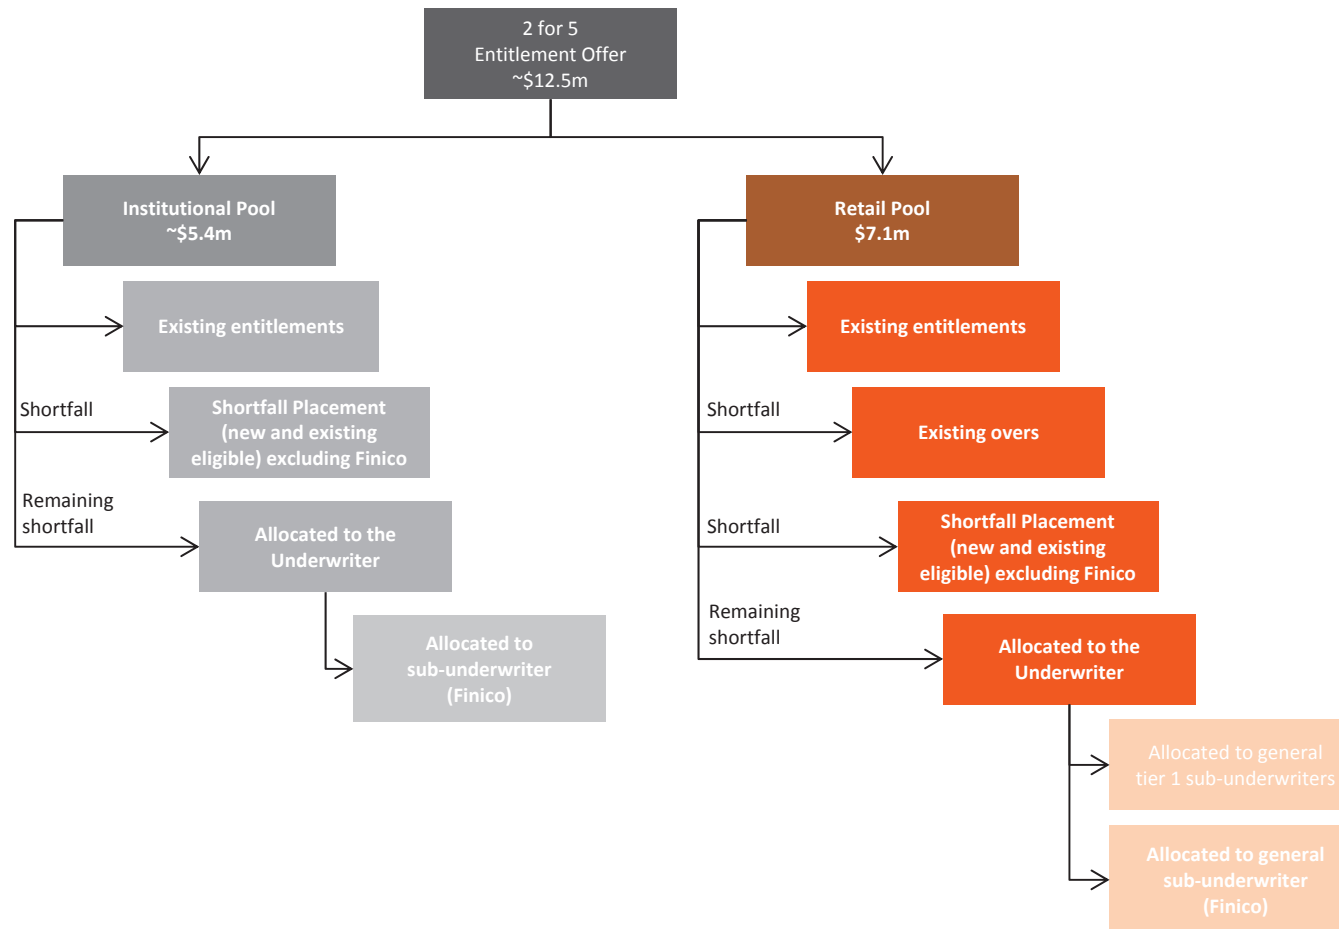 2 for 5
Entitlement Offer
~$12.5m
Institutional Pool
~$5.4m
Existing entitlements
Shortfall
Shortfall Placement
(new and existing
eligible) excluding Finico
Remaining
shortfall
Allocated to the
Underwriter
Allocated to
sub-underwriter
(Finico)
Retail Pool
$7.1m
Existing entitlements
Shortfall
Existing overs
Shortfall
Shortfall Placement
(new and existing
eligible) excluding Finico
Remaining
shortfall
Allocated to the
Underwriter
Allocated to general
tier 1 sub-underwriters
Allocated to general
sub-underwriter
(Finico)